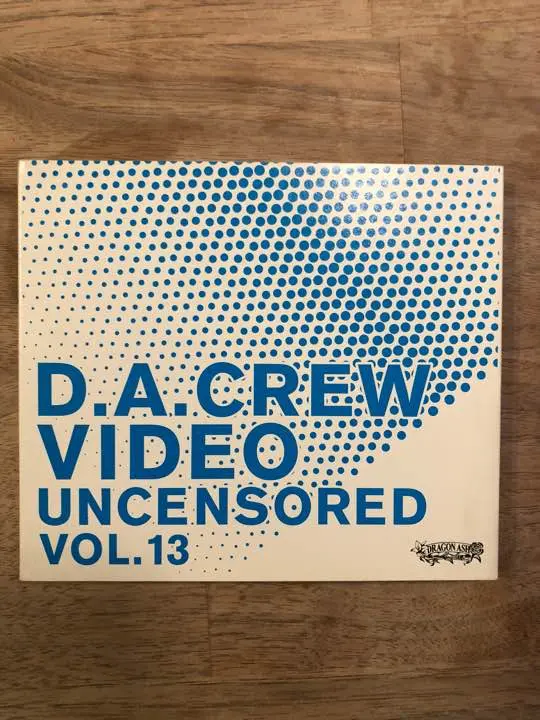 D.A.CREW
VIDEO
UNCENSORED
VOL.13
DRAGON ASH